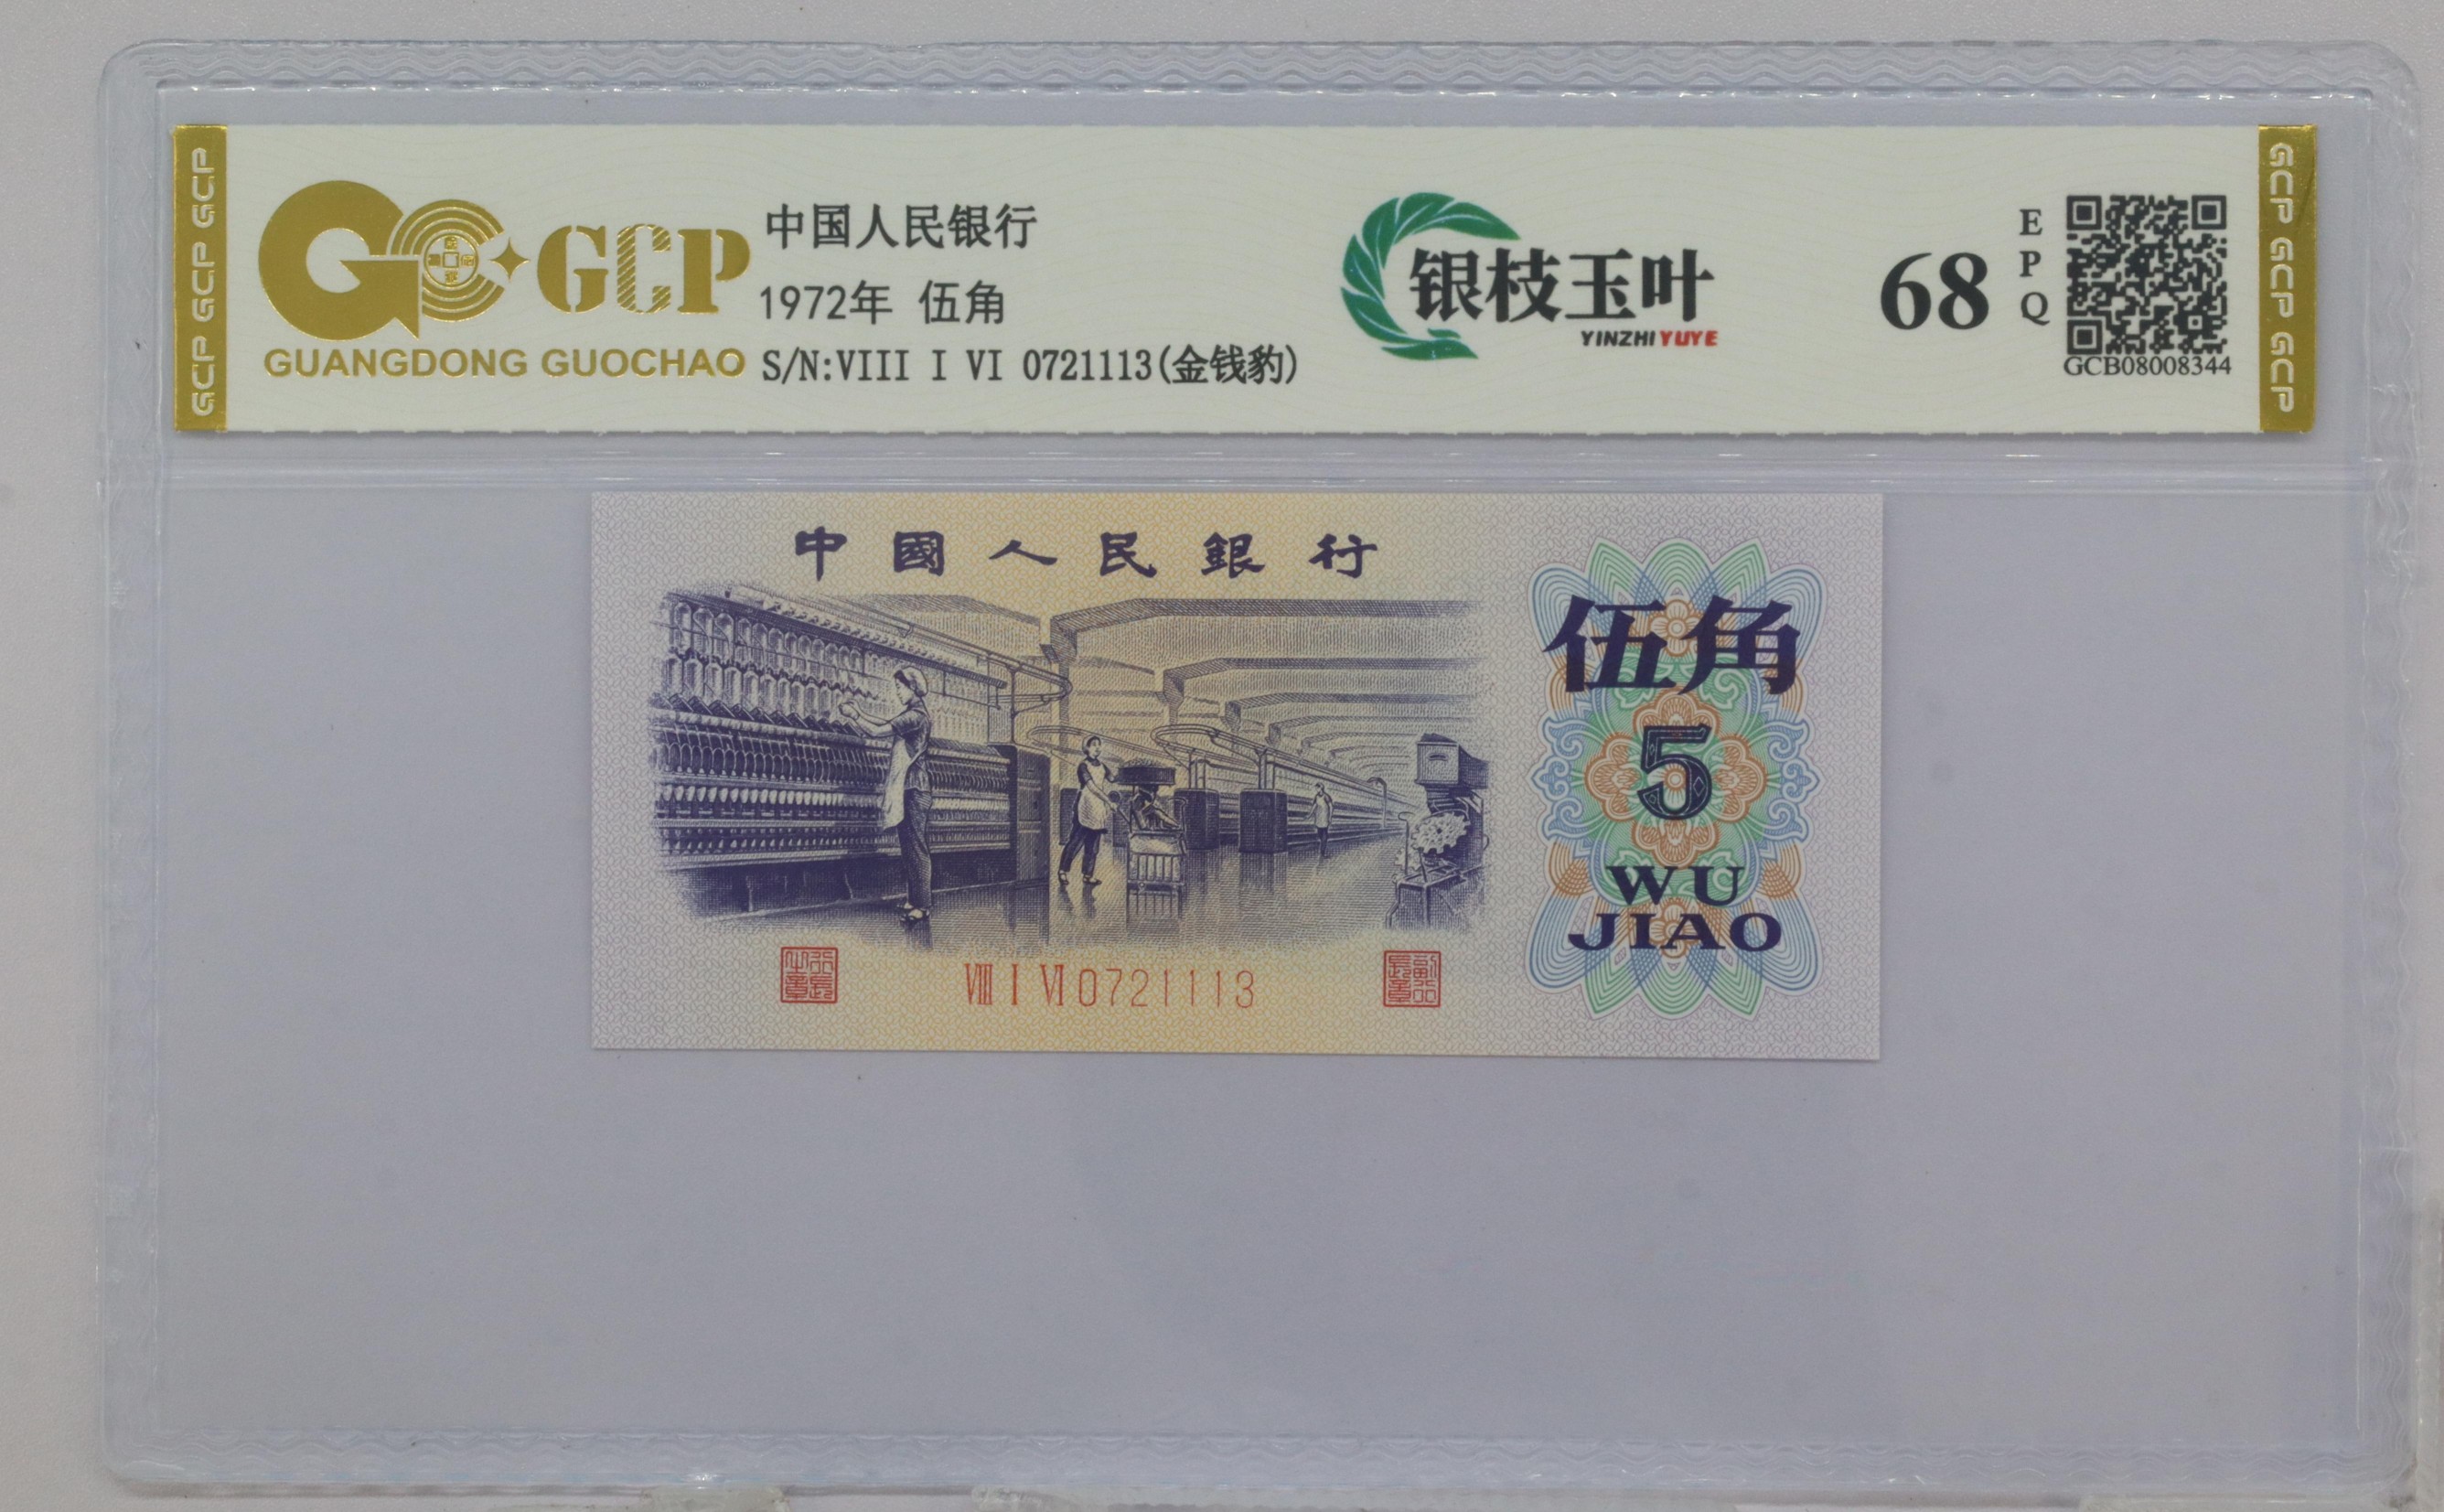 GCP GCP GCP
GCP
GUANGDONG GUOCHAO
中国人民银行
1972年 伍角
S/N:VIII I VI 0721113(金钱豹)
银枝玉叶
YINZHI YUYE
68
EPQ
GCB08008344
GCP GCP GCP
中國人民銀行
伍角
5
WU
JIAO
VIII I VI 0721113